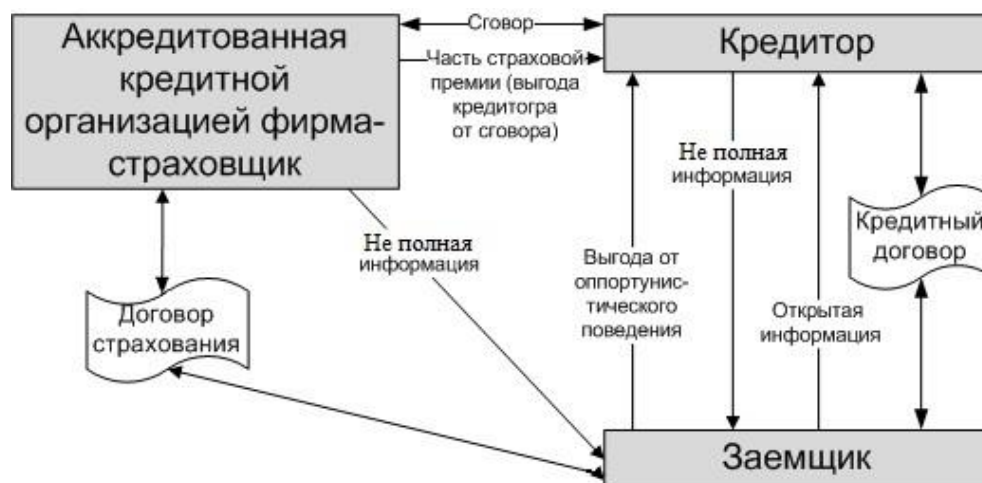 Аккредитованная
кредитной
организацией фирма-
страховщик
Сговор
Часть страховой
премии (выгода
кредитогра
от сговора)
Кредитор
Не полная
информация
Кредитный
договор
Не полная
информация
Выгода от
оппортунис-
тического
поведения
Открытая
информация
Договор
страхования
Заемщик